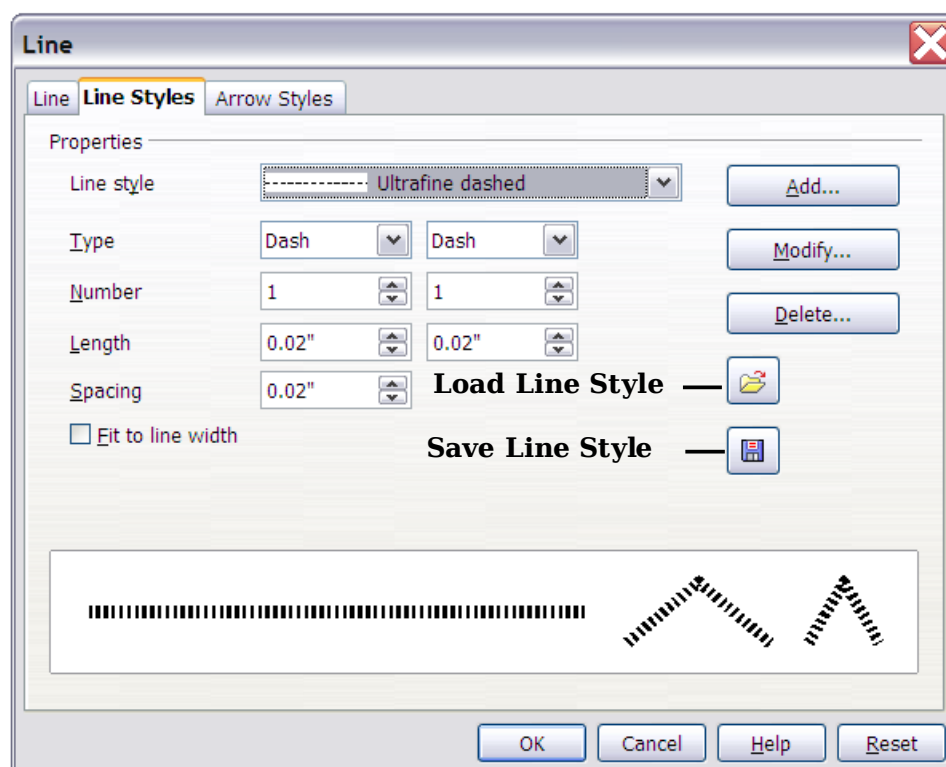 Line
Line Line Styles Arrow Styles
Properties
Line style Ultrafine dashed Add...
Type Dash Dash Modify...
Number 1 1
Delete...
Length 0.02" 0.02"
Spacing 0.02" Load Line Style
Fit to line width
Save Line Style
OK Cancel Help Reset